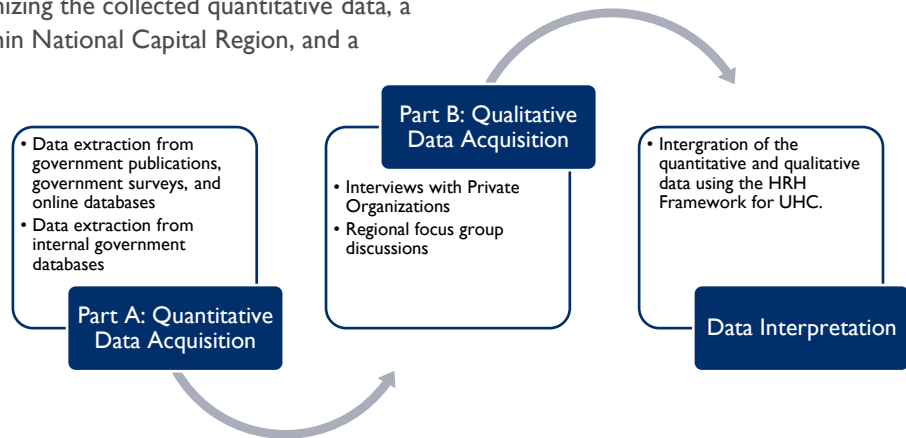 nizing the collected quantitative data, a
hin National Capital Region, and a
• Data extraction from
government publications,
government surveys, and
online databases
• Data extraction from
internal government
databases
Part A: Quantitative
Data Acquisition
Part B: Qualitative
Data Acquisition
• Interviews with Private
Organizations
• Regional focus group
discussions
• Intergration of the
quantitative and qualitative
data using the HRH
Framework for UHC.
Data Interpretation